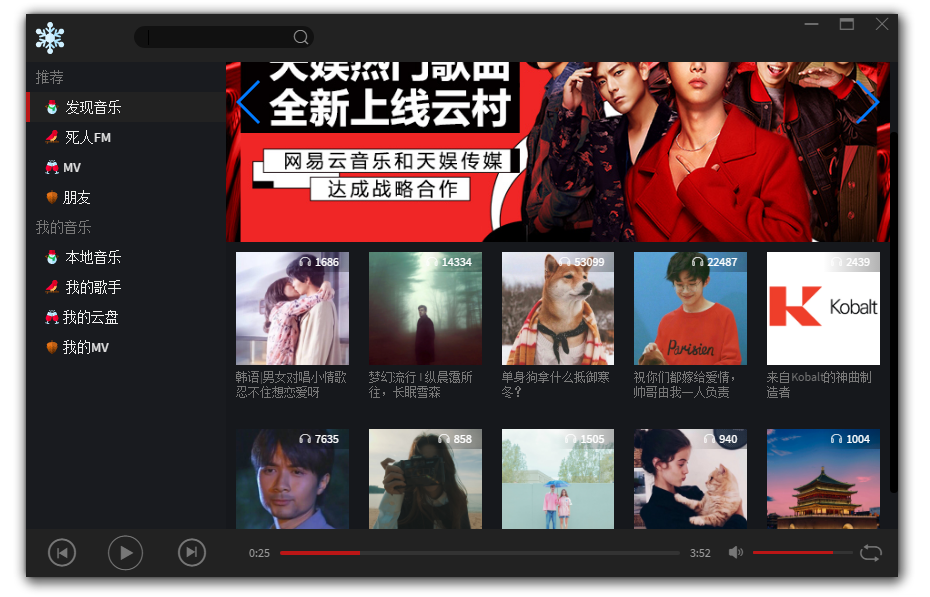 推荐
发现音乐
死人FM
MV
朋友
我的音乐
本地音乐
我的歌手
我的云盘
我的MV
天娱热门歌曲
全新上线云村
网易云音乐和天娱传媒
达成战略合作
1686
14334
53099
22487
2439
Parisien
Kobalt
韩语|男女对唱小情歌
忍不住想恋爱呀
梦幻流行 | 纵晨霭所
往，长眠雪森
单身狗拿什么抵御寒
冬？
祝你们都嫁给爱情，
帅哥由我一人负责
来自Kobalt的神曲制
造者
7635
858
1505
940
1004
0:25
3:52